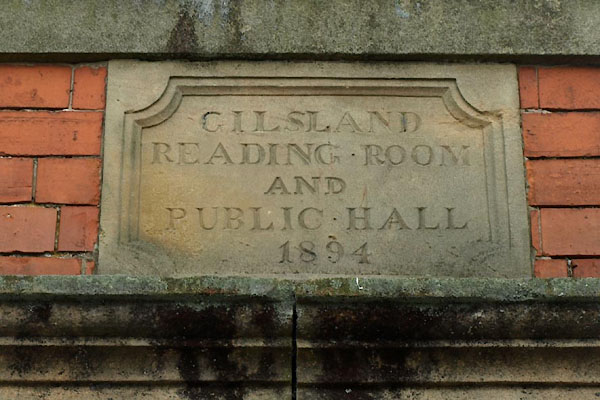 GILSLAND
READING · ROOM
AND
PUBLIC · HALL
1894